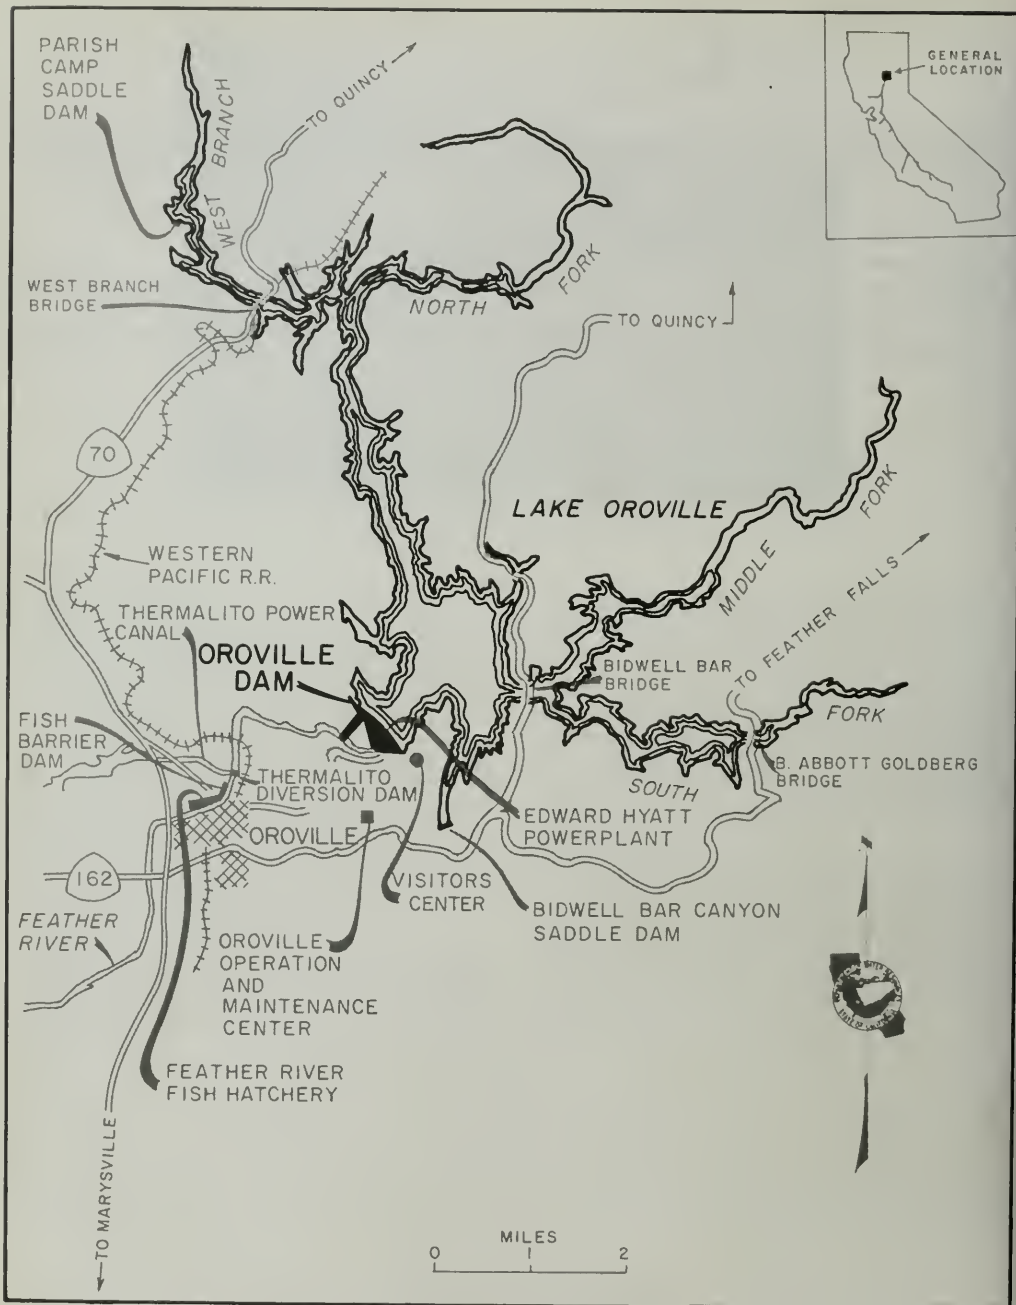 PARISH
CAMP
SADDLE
DAM
WEST BRANCH
TO QUINCY
GENERAL
LOCATION
WEST BRANCH
BRIDGE
NORTH
FORK
TO QUINCY
70
LAKE OROVILLE
FORK
MIDDLE
WESTERN
PACIFIC R.R.
TO FEATHER FALLS
THERMALITO POWER
CANAL
OROVILLE
DAM
BIDWELL BAR
BRIDGE
FORK
FISH
BARRIER
DAM
THERMALITO
DIVERSION DAM
SOUTH
B. ABBOTT GOLDBERG
BRIDGE
OROVILLE
EDWARD HYATT
POWERPLANT
162
VISITORS
CENTER
BIDWELL BAR CANYON
SADDLE DAM
FEATHER
RIVER
OROVILLE
OPERATION
AND
MAINTENANCE
CENTER
FEATHER RIVER
FISH HATCHERY
TO MARYSVILLE
MILES
0 1 2